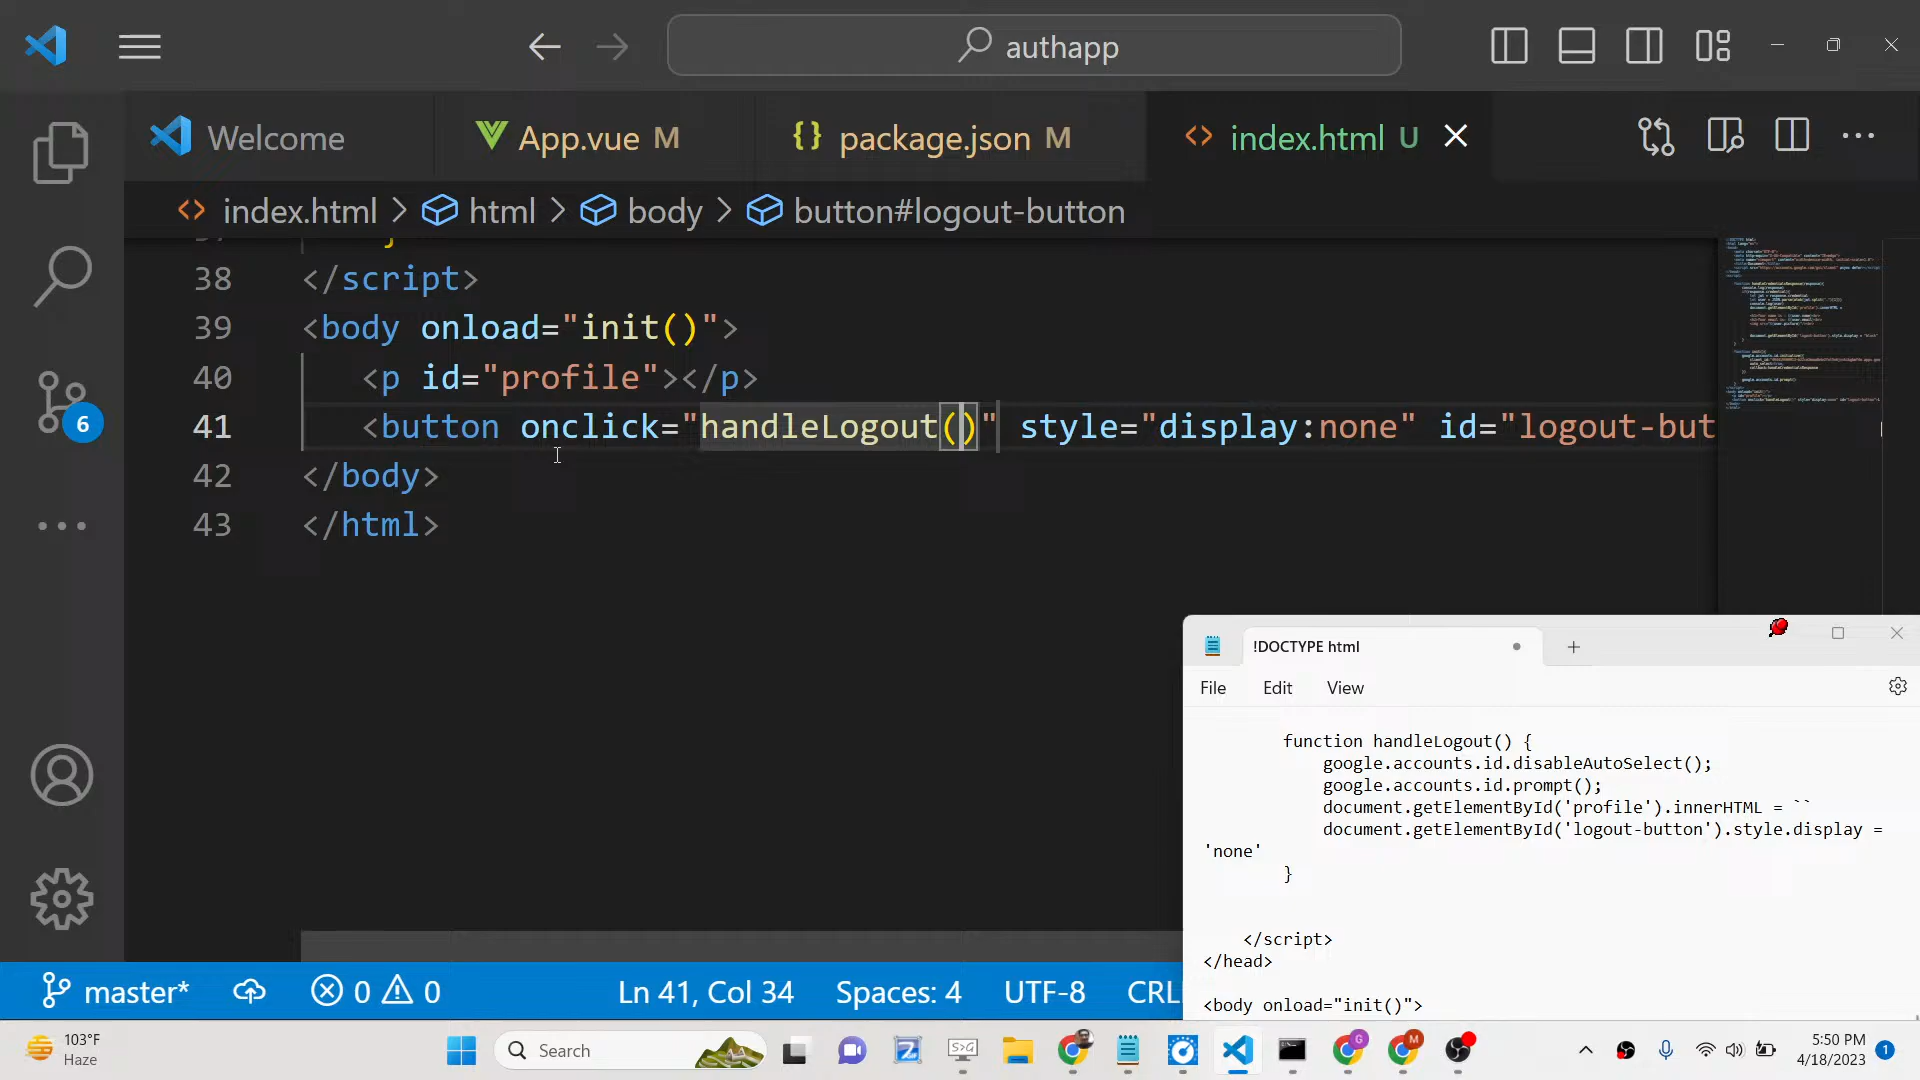 authapp
Welcome
App.vue M
package.json M
index.html U
index.html > html > body > button#logout-button
38 </script>
39 <body onload="init()">
40 <p id="profile"></p>
41 <button onclick="handleLogout()" style="display:none" id="logout-but
42 </body>
43 </html>
6
!DOCTYPE html
File Edit View
function handleLogout() {
google.accounts.id.disableAutoSelect();
google.accounts.id.prompt();
document.getElementById('profile').innerHTML = ``
document.getElementById('logout-button').style.display =
'none'
}
</script>
</head>
<body onload="init()">
master* 0 0 Ln 41, Col 34 Spaces: 4 UTF-8 CRL
103°F
Haze
Search
5:50 PM
4/18/2023
1